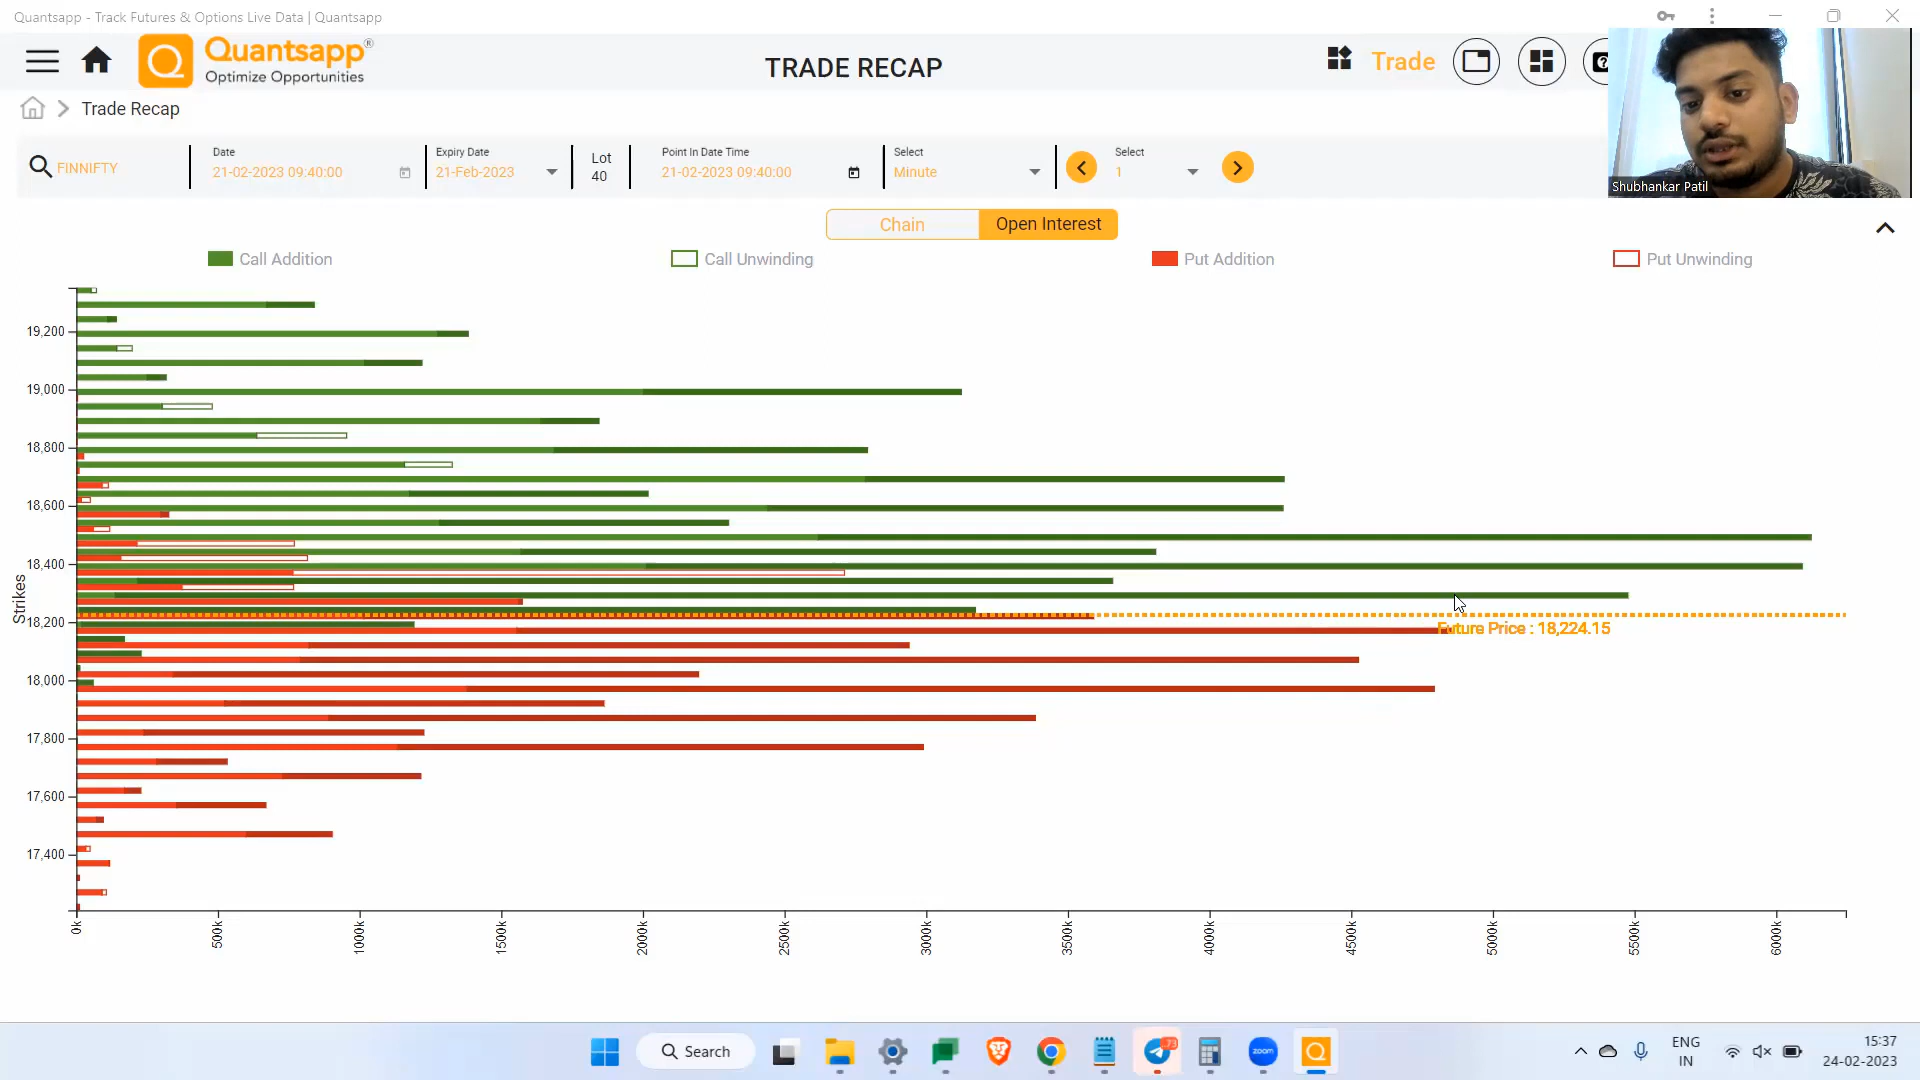 Quantsapp - Track Futures & Options Live Data | Quantsapp
Quantsapp®
Optimize Opportunities
TRADE RECAP
Trade
Trade Recap
FINNIFTY
Date
21-02-2023 09:40:00
Expiry Date
21-Feb-2023
Lot
40
Point In Date Time
21-02-2023 09:40:00
Select
Minute
Select
1
Shubhankar Patil
Chain
Open Interest
Call Addition
Call Unwinding
Put Addition
Put Unwinding
19,200
19,000
18,800
18,600
18,400
Strikes
18,200
Future Price : 18,224.15
18,000
17,800
17,600
17,400
0k
500k
1000k
1500k
2000k
2500k
3000k
3500k
4000k
4500k
5000k
5500k
6000k
Search
73
zoom
ENG
IN
15:37
24-02-2023